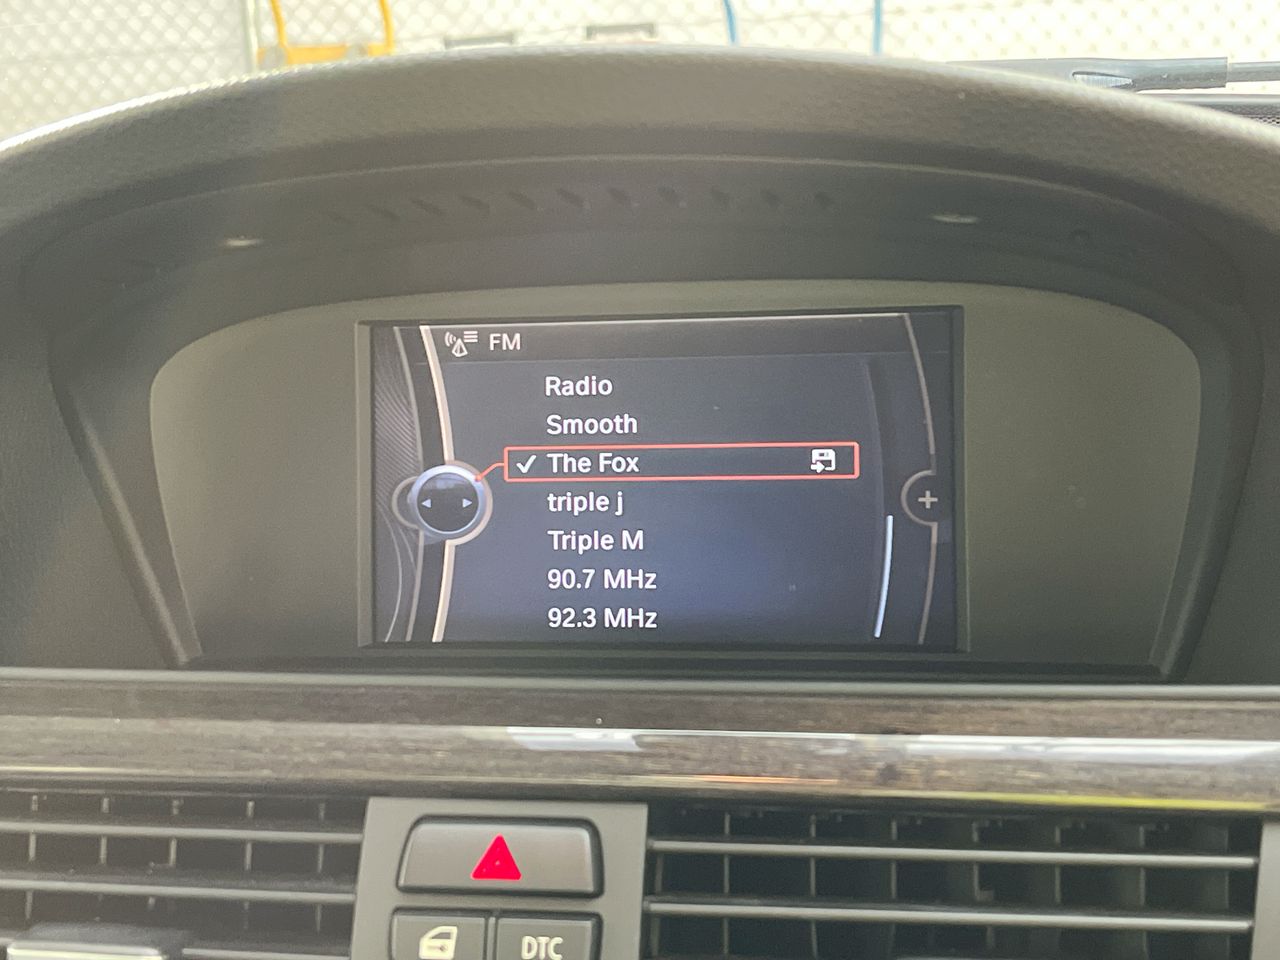 FM
Radio
Smooth
The Fox
triple j
Triple M
90.7 MHz
92.3 MHz
DTC